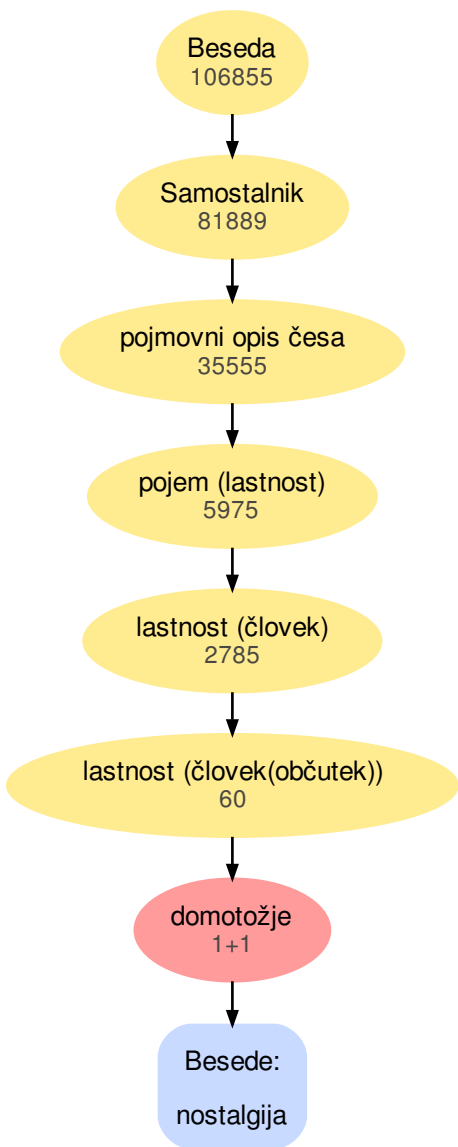 Beseda
106855
Samostalnik
81889
pojmovni opis česa
35555
pojem (lastnost)
5975
lastnost (človek)
2785
lastnost (človek(občutek))
60
domotožje
1+1
Besede:
nostalgija